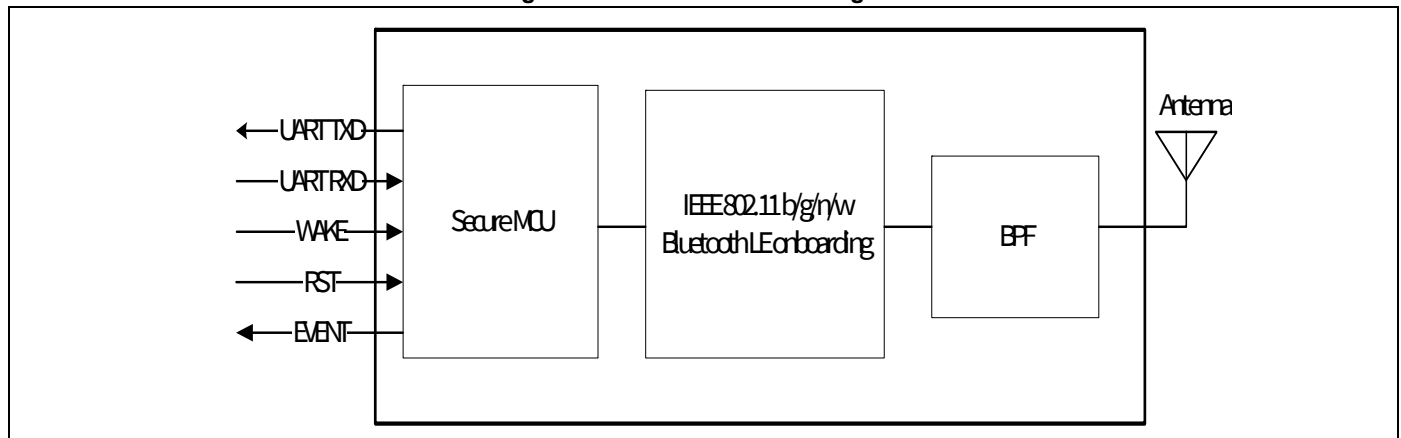 UART TXD
UART RXD
WAKE
RST
EVENT
Secure MCU
IEEE 802.11 b/g/n/w
Bluetooth LE onboarding
BPF
Antenna